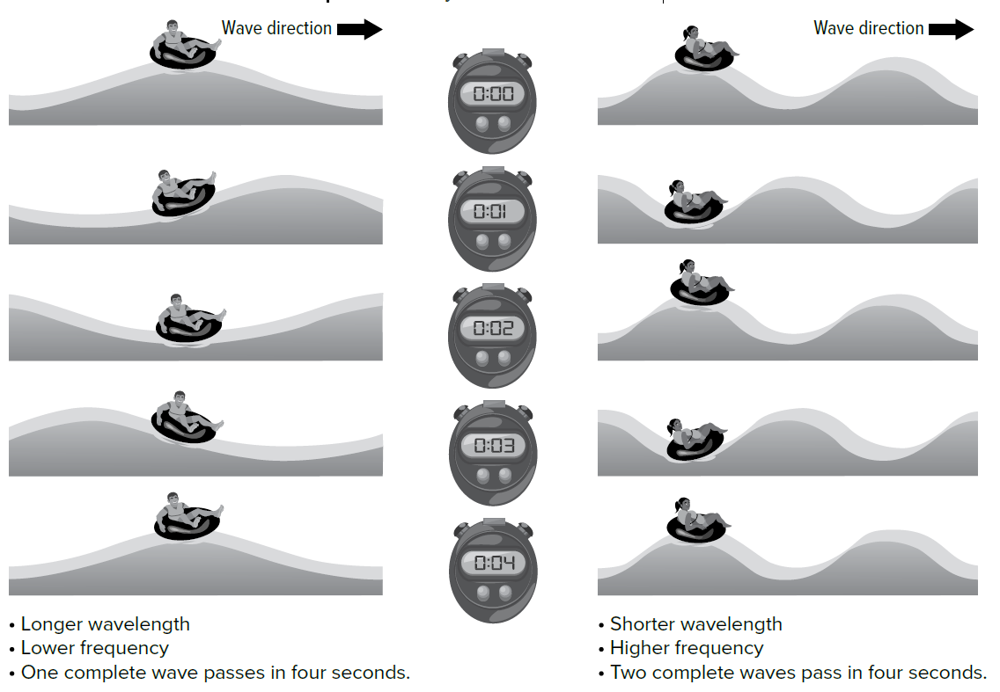 Wave direction
Wave direction
0:00
0:01
0:02
0:03
0:04
• Longer wavelength
• Lower frequency
• One complete wave passes in four seconds.
• Shorter wavelength
• Higher frequency
• Two complete waves pass in four seconds.